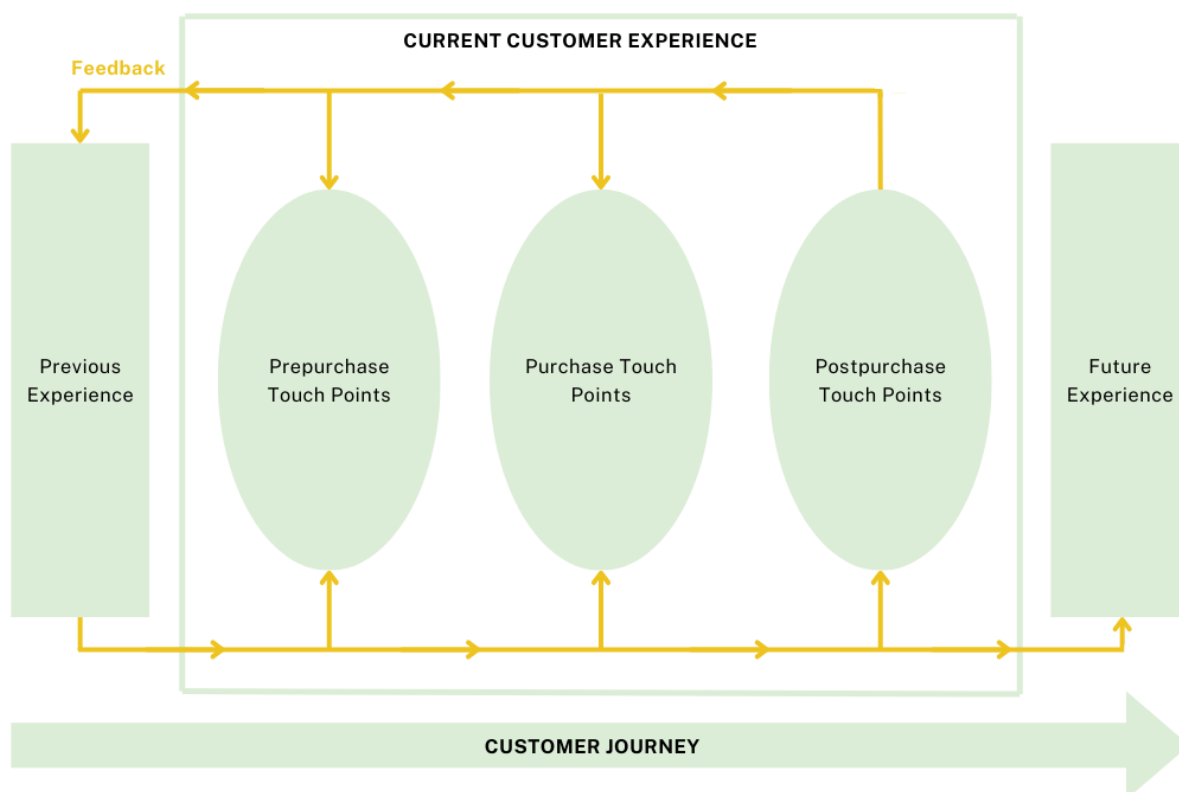 CURRENT CUSTOMER EXPERIENCE
Feedback
Previous
Experience
Prepurchase
Touch Points
Purchase Touch
Points
Postpurchase
Touch Points
Future
Experience
CUSTOMER JOURNEY